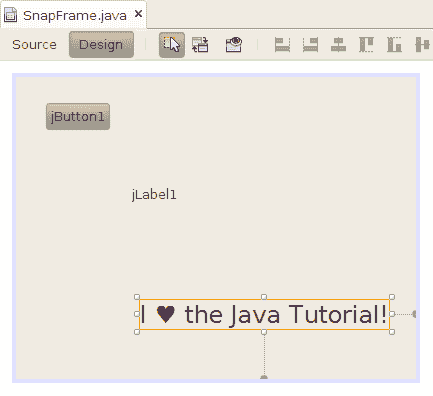 SnapFrame.java
Source Design
jButton1
jLabel1
I ♥ the Java Tutorial!